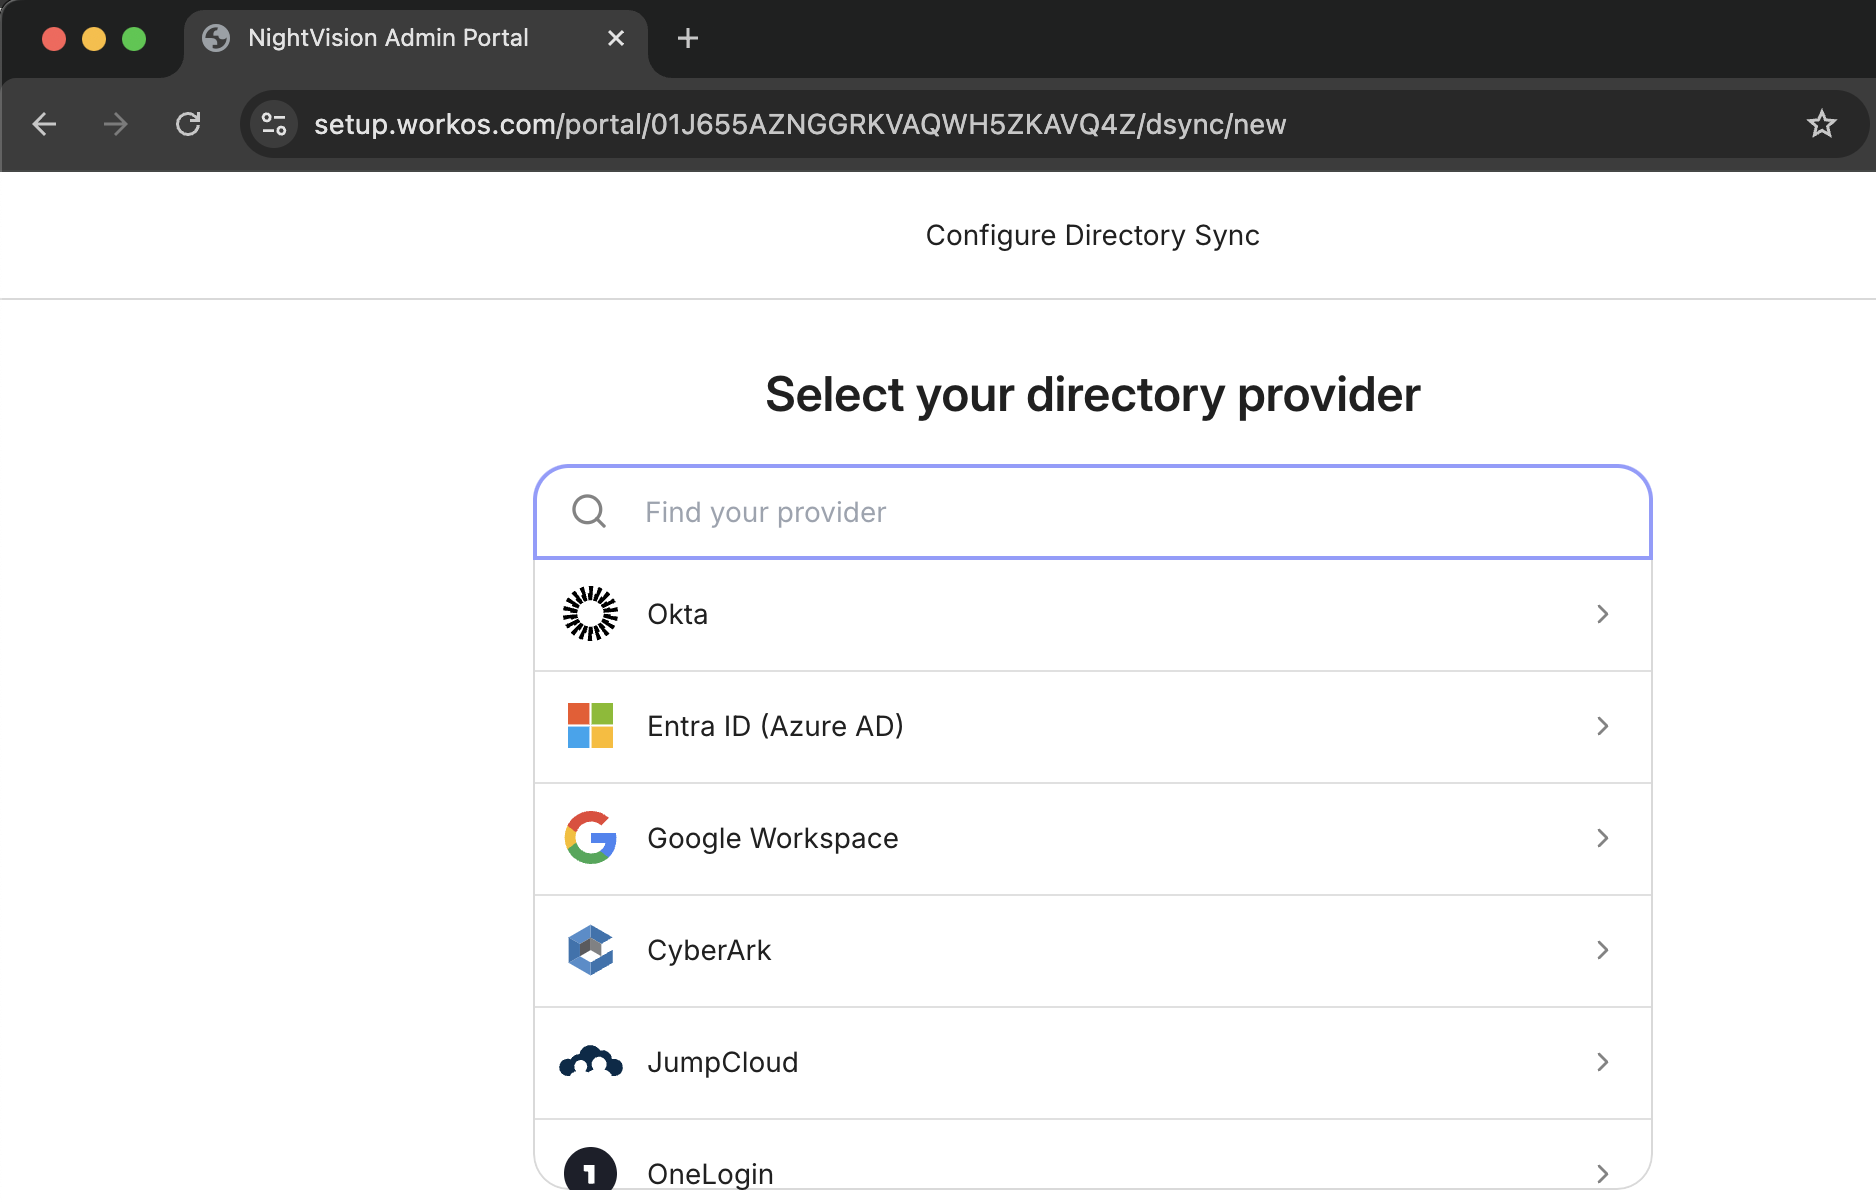 NightVision Admin Portal
setup.workos.com/portal/01J655AZNGGRKVAQWH5ZKAVQ4Z/dsync/new
Configure Directory Sync
Select your directory provider
Find your provider
Okta
Entra ID (Azure AD)
Google Workspace
CyberArk
JumpCloud
OneLogin